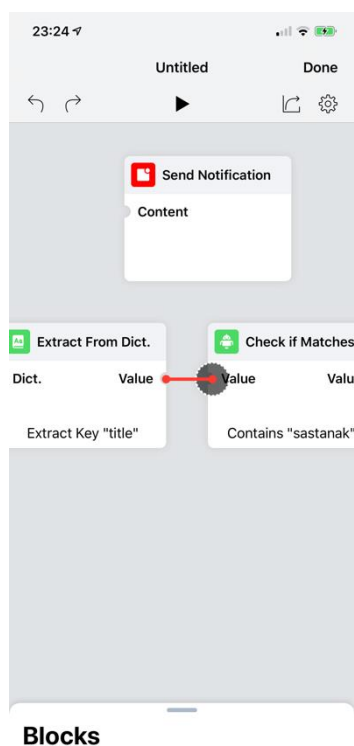 23:24
Untitled
Done
Send Notification
Content
Extract From Dict.
Check if Matches
Dict.
Value
Value
Valu
Extract Key "title"
Contains "sastanak"
Blocks